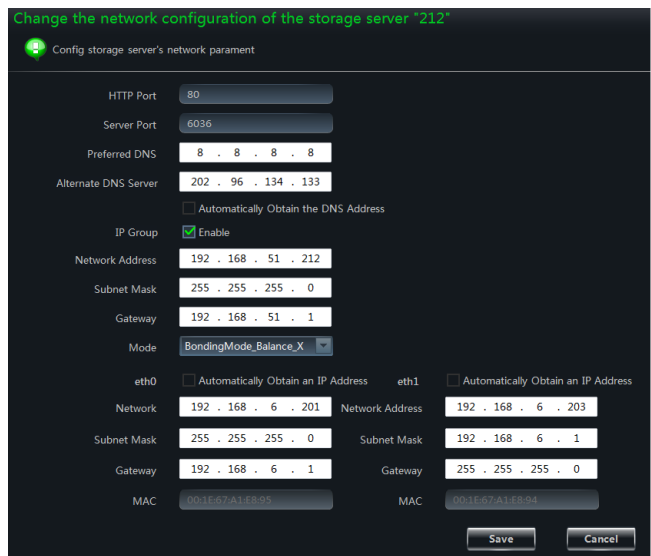 Change the network configuration of the storage server "212"
Config storage server's network parament
HTTP Port 80
Server Port 6036
Preferred DNS 8 . 8 . 8 . 8
Alternate DNS Server 202 . 96 . 134 . 133
Automatically Obtain the DNS Address
IP Group Enable
Network Address 192 . 168 . 51 . 212
Subnet Mask 255 . 255 . 255 . 0
Gateway 192 . 168 . 51 . 1
Mode BondingMode_Balance_X
eth0 Automatically Obtain an IP Address eth1 Automatically Obtain an IP Address
Network 192 . 168 . 6 . 201 Network Address 192 . 168 . 6 . 203
Subnet Mask 255 . 255 . 255 . 0 Subnet Mask 192 . 168 . 6 . 1
Gateway 192 . 168 . 6 . 1 Gateway 255 . 255 . 255 . 0
MAC 00:1E:67:A1:E8:95 MAC 00:1E:67:A1:E8:94
Save Cancel